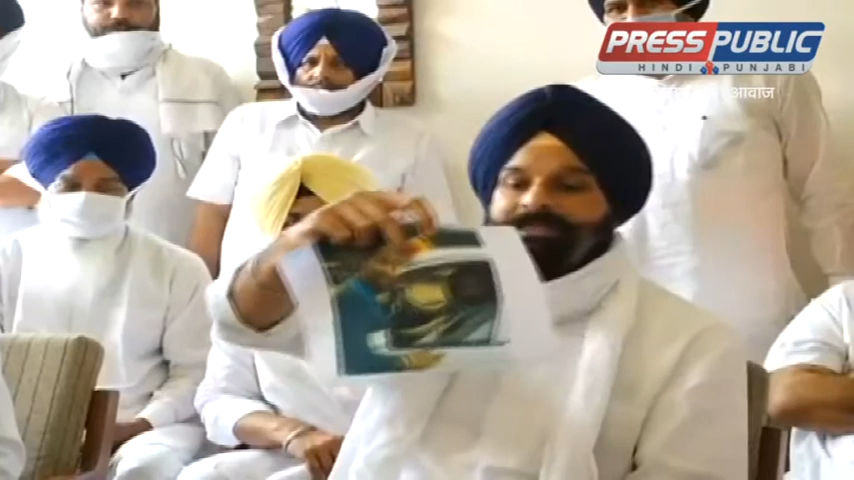 PRESS PUBLIC
HINDI PUNJABI
आवाज